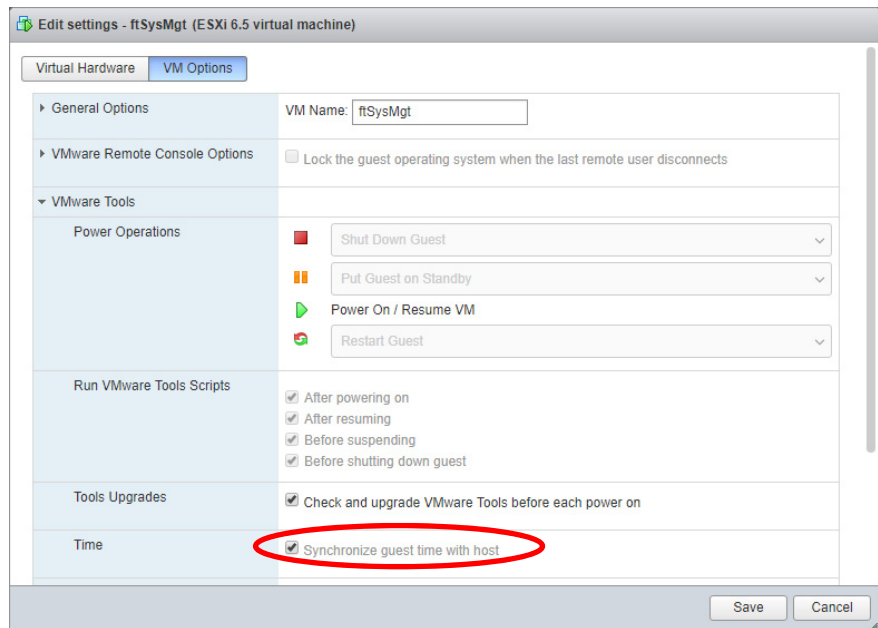 Edit settings - ftSysMgt (ESXi 6.5 virtual machine)
Virtual Hardware VM Options
General Options VM Name: ftSysMgt
VMware Remote Console Options Lock the guest operating system when the last remote user disconnects
VMware Tools
Power Operations Shut Down Guest
Put Guest on Standby
Power On / Resume VM
Restart Guest
Run VMware Tools Scripts After powering on
After resuming
Before suspending
Before shutting down guest
Tools Upgrades Check and upgrade VMware Tools before each power on
Time Synchronize guest time with host
Save Cancel